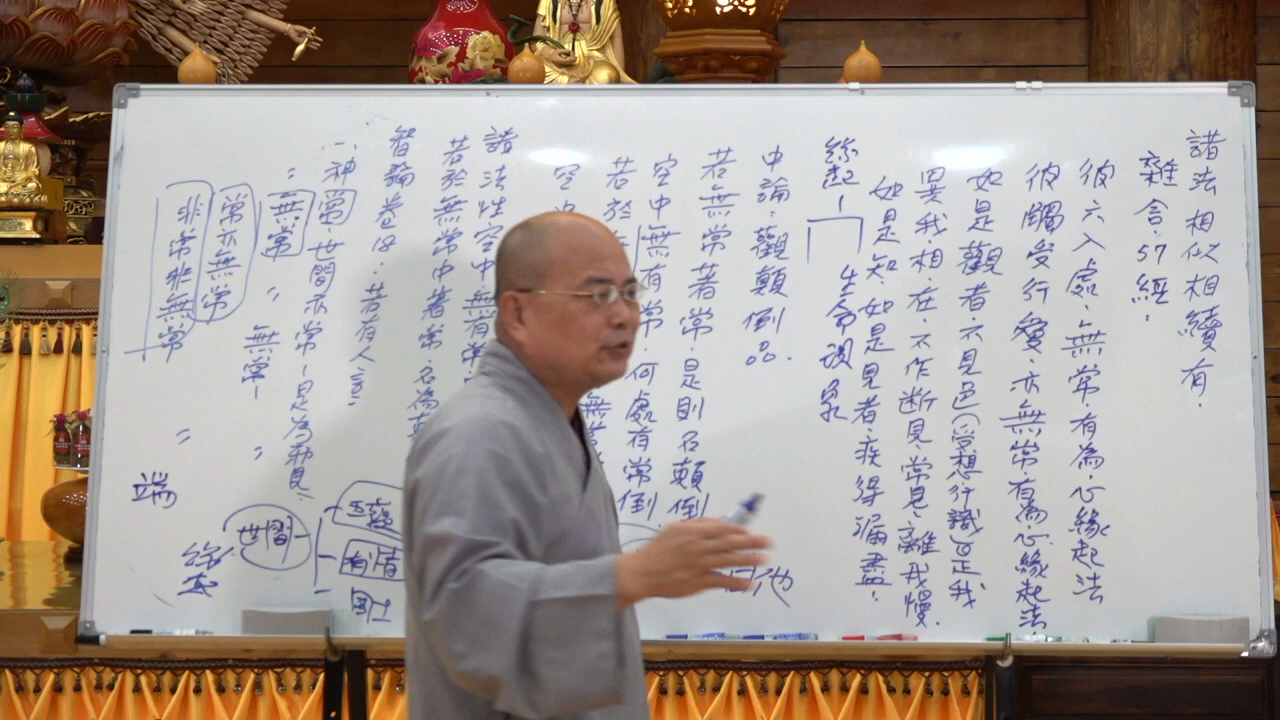 諸法相似相續有.
雜含.57經:
彼六入處.無常有為.心緣起法
彼觸受行愛.亦無常.有為.心緣起法
如是觀者.不見色(受想行識)是我
異我.相在.不作斷見.常見.離我慢.
如是知.如是見者.疾得漏盡!
緣起
生命現象
中論.觀顛倒品.
若無常著常.是則名顛倒
空中無有常.何處有常倒
若於
空中
諸法性空中.無有常
若於無常中.著常.名為
智論卷18:若有人言
神常.世間亦常 是為邪見.
〃 無常 〃 無常 〃
常亦無常
非常非無常 〃
端
世間
五蘊
有情
國土